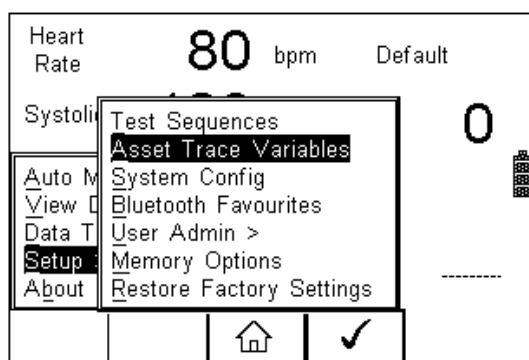 Heart
Rate
80 bpm
Default
Systoli
0
Test Sequences
Asset Trace Variables
System Config
Bluetooth Favourites
User Admin >
Memory Options
Restore Factory Settings
Auto M
View
Data T
Setup
About
---------